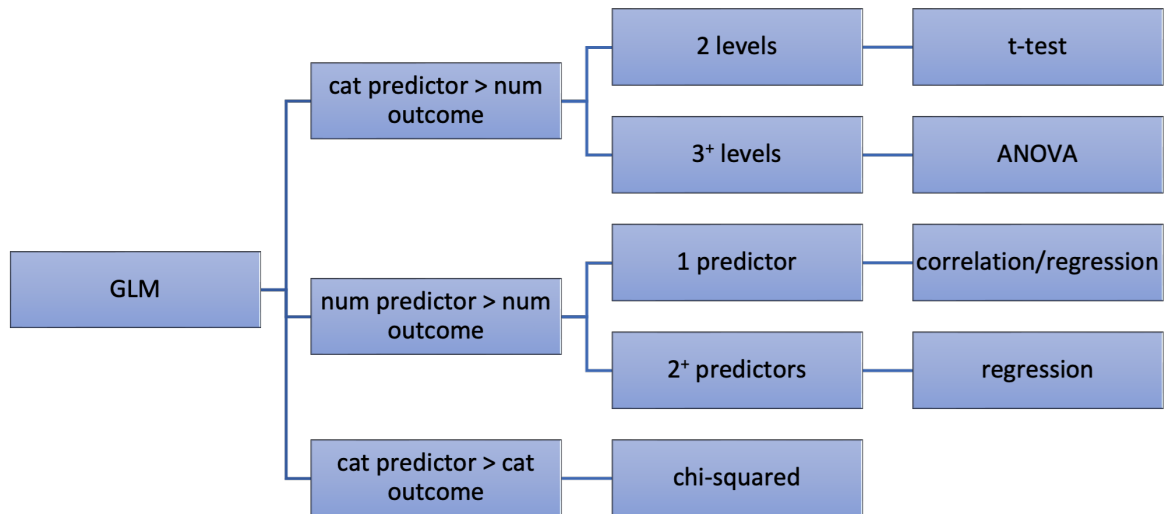 GLM
cat predictor > num
outcome
2 levels
t-test
3⁺ levels
ANOVA
num predictor > num
outcome
1 predictor
correlation/regression
2⁺ predictors
regression
cat predictor > cat
outcome
chi-squared